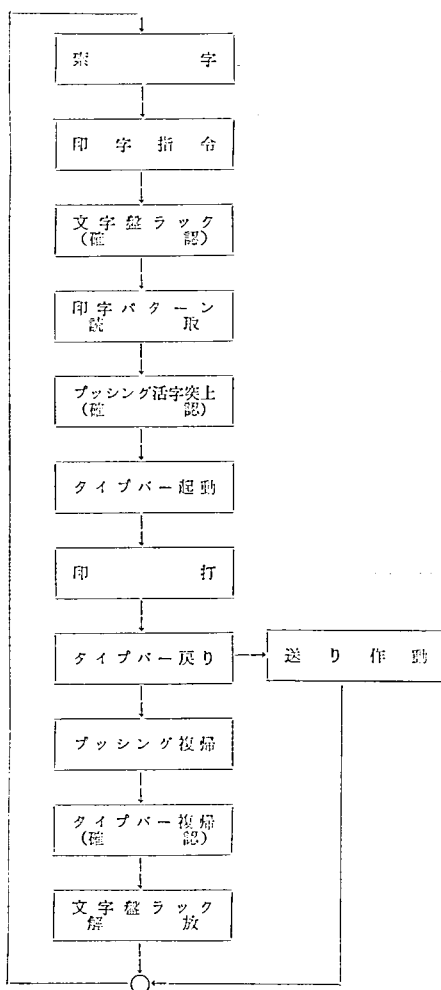 印字指令
文字盤ラック
(確認)
印字パターン
読取
プッシング活字突上
(確認)
タイプバー起動
印打
タイプバー戻り
送り作動
プッシング復帰
タイプバー復帰
(確認)
文字盤ラック
解放